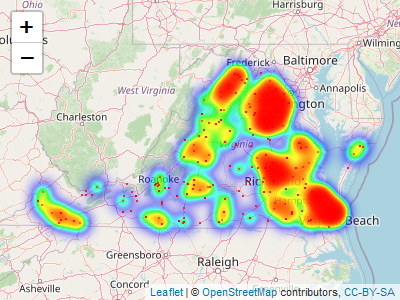 Ohio
Harrisburg
+
−
Frederick
Baltimore
Wilming
West Virginia
Annapolis
ngton
Charleston
Virginia
Roanoke
Ric
Ham
Beach
Greensboro
Raleigh
Asheville
Concord
Leaflet | © OpenStreetMap contributors, CC-BY-SA